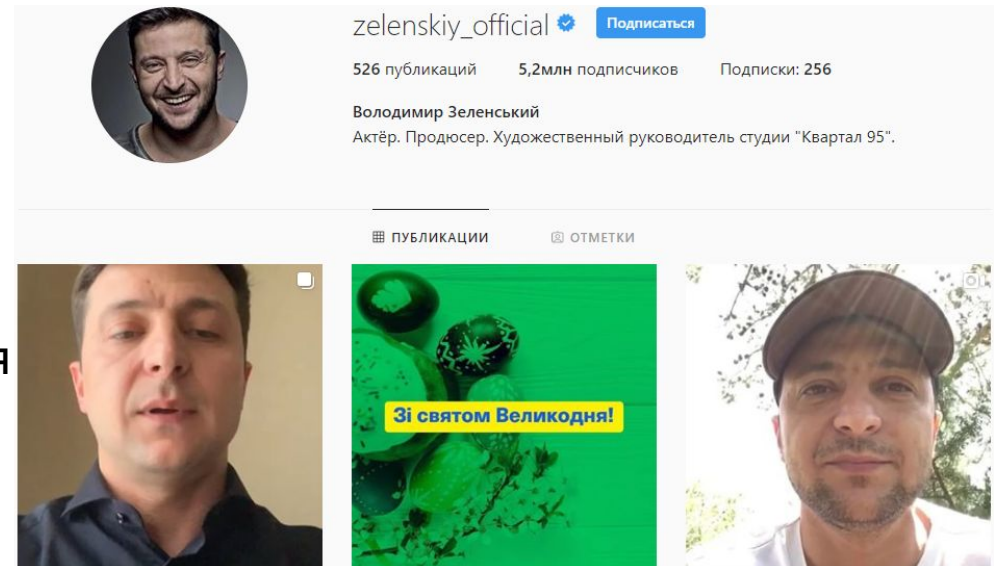 zelenskiy_official Подписаться
526 публикаций 5,2млн подписчиков Подписки: 256
Володимир Зеленський
Актёр. Продюсер. Художественный руководитель студии "Квартал 95".
ПУБЛИКАЦИИ ОТМЕТКИ
я
Зі святом Великодня!